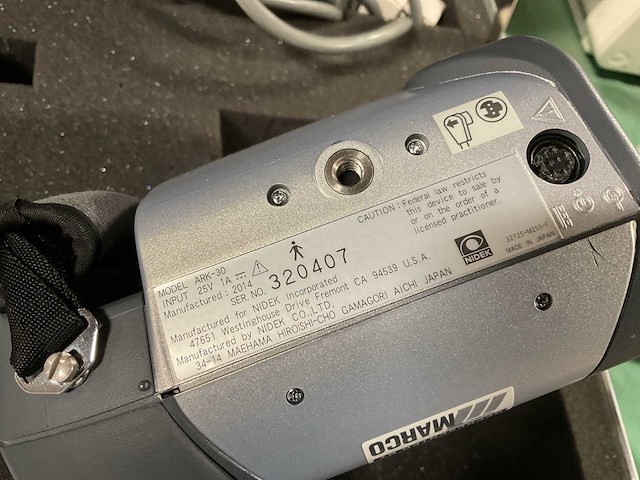 CAUTION : Federal law restricts
this device to sale by
or on the order of a
licensed practitioner.
MODEL ARK-30
INPUT 25V ⎓ 1A
Manufactured : 2014
SER. NO. 320407
Manufactured for NIDEK Incorporated
47651 Westinghouse Drive Fremont CA 94539 U.S.A.
Manufactured by NIDEK CO.,LTD.
34-14 MAEHAMA HIROISHI-CHO GAMAGORI AICHI JAPAN
NIDEK
MADE IN JAPAN
MARCO